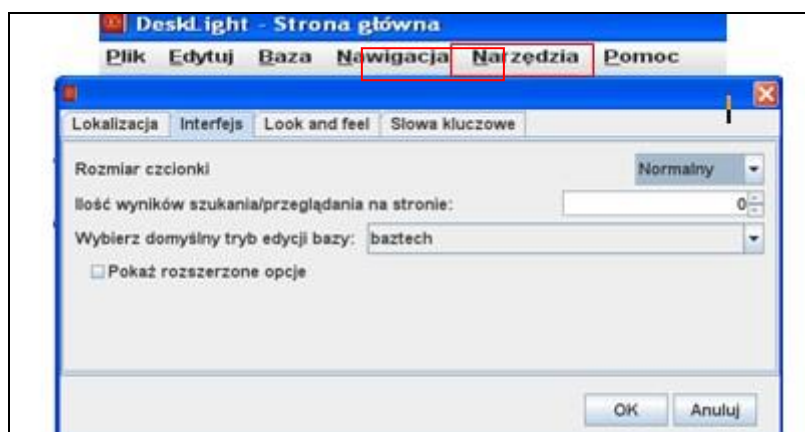 DeskLight - Strona główna
Plik Edytuj Baza Nawigacja Narzędzia Pomoc
Lokalizacja Interfejs Look and feel Słowa kluczowe
Rozmiar czcionki Normalny
Ilość wyników szukania/przeglądania na stronie: 0
Wybierz domyślny tryb edycji bazy: baztech
Pokaż rozszerzone opcje
OK Anuluj